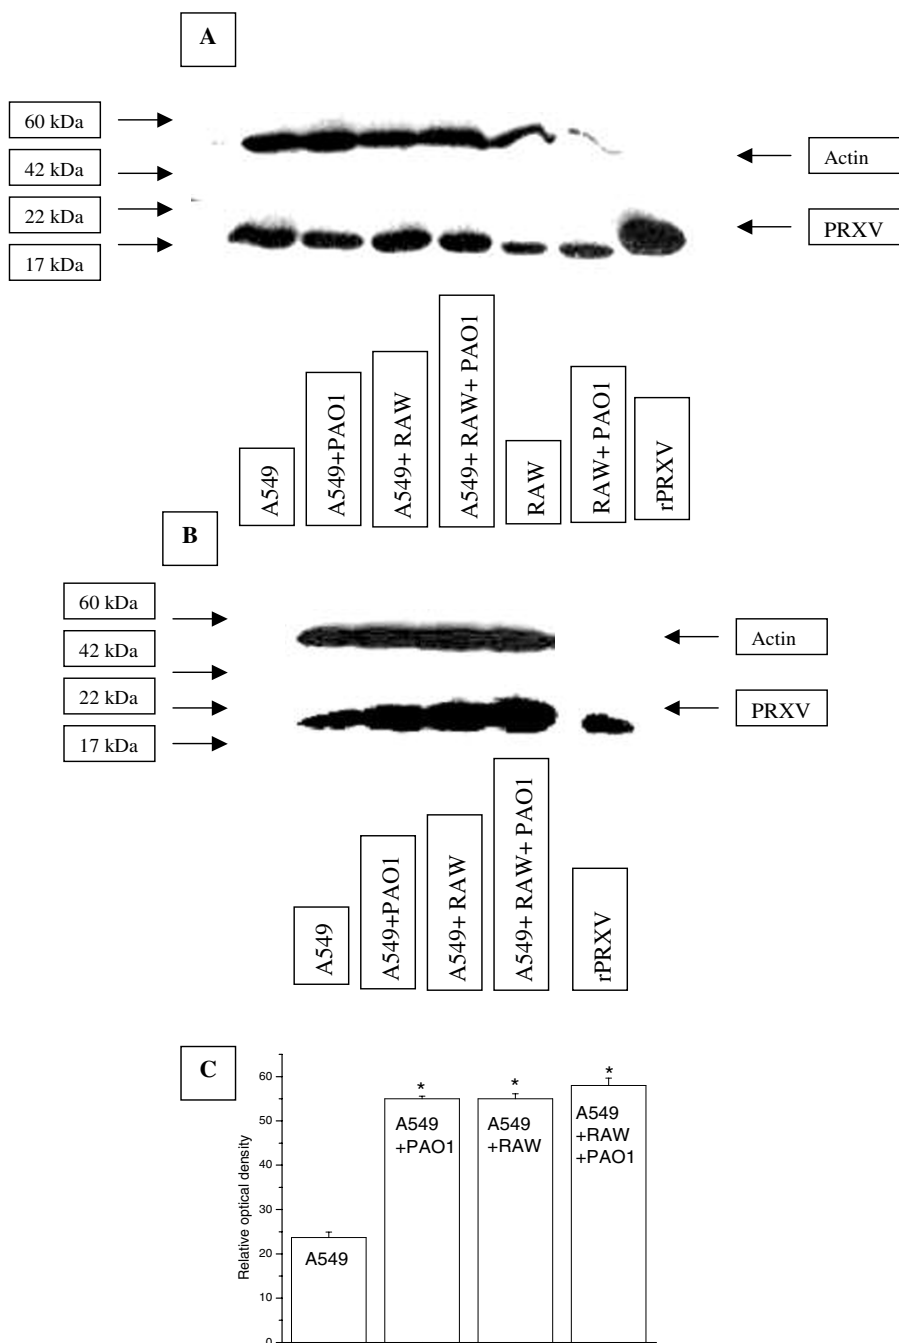 A
60 kDa
42 kDa
22 kDa
17 kDa
Actin
PRXV
A549
A549+PAO1
A549+ RAW
A549+ RAW+ PAO1
RAW
RAW+ PAO1
rPRXV
B
60 kDa
42 kDa
22 kDa
17 kDa
Actin
PRXV
A549
A549+PAO1
A549+ RAW
A549+ RAW+ PAO1
rPRXV
C
Relative optical density
60
50
40
30
20
10
0
A549
*
A549
+PAO1
*
A549
+RAW
*
A549
+RAW
+PAO1